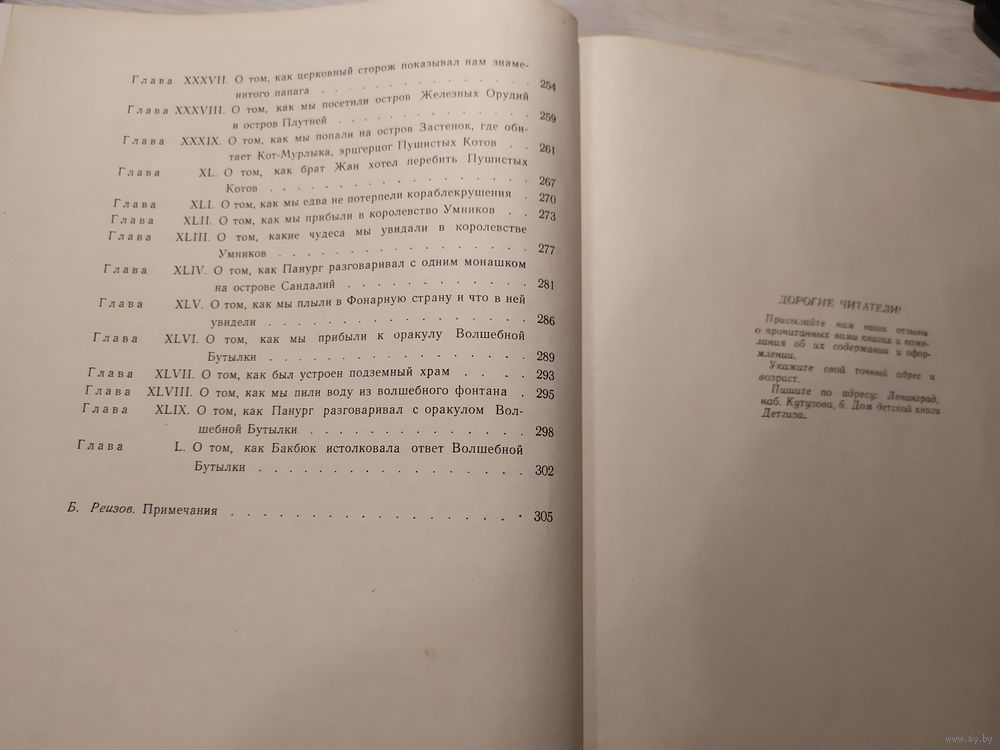 Глава XXXVII. О том, как церковный сторож показывал нам знаме-
нитого папага . . . . . . . . . . . . . . 254
Глава XXXVIII. О том, как мы посетили остров Железных Орудий
и остров Плутней . . . . . . . . . . . . . 259
Глава XXXIX. О том, как мы попали на остров Застенок, где оби-
тает Кот-Мурлыка, эрцгерцог Пушистых Котов . . 261
Глава XL. О том, как брат Жан хотел перебить Пушистых
Котов . . . . . . . . . . . . . . . . . 267
Глава XLI. О том, как мы едва не потерпели кораблекрушения . 270
Глава XLII. О том, как мы прибыли в королевство Умников . . 273
Глава XLIII. О том, какие чудеса мы увидали в королевстве
Умников . . . . . . . . . . . . . . . . 277
Глава XLIV. О том, как Панург разговаривал с одним монашком
на острове Сандалий . . . . . . . . . . . . 281
Глава XLV. О том, как мы плыли в Фонарную страну и что в ней
увидели . . . . . . . . . . . . . . . . . 286
Глава XLVI. О том, как мы прибыли к оракулу Волшебной
Бутылки . . . . . . . . . . . . . . . . . 289
Глава XLVII. О том, как был устроен подземный храм . . . . 293
Глава XLVIII. О том, как мы пили воду из волшебного фонтана . 295
Глава XLIX. О том, как Панург разговаривал с оракулом Вол-
шебной Бутылки . . . . . . . . . . . . . . 298
Глава L. О том, как Бакбюк истолковала ответ Волшебной
Бутылки . . . . . . . . . . . . . . . . . 302
Б. Реизов. Примечания . . . . . . . . . . . . . . . . . . 305
ДОРОГИЕ ЧИТАТЕЛИ!
Присылайте нам ваши отзывы
о прочитанных вами книгах и поже-
лания об их содержании и офор-
млении.
Укажите свой точный адрес и
возраст.
Пишите по адресу: Ленинград,
наб. Кутузова, 6. Дом детской книги
Детгиза.
www.ay.by